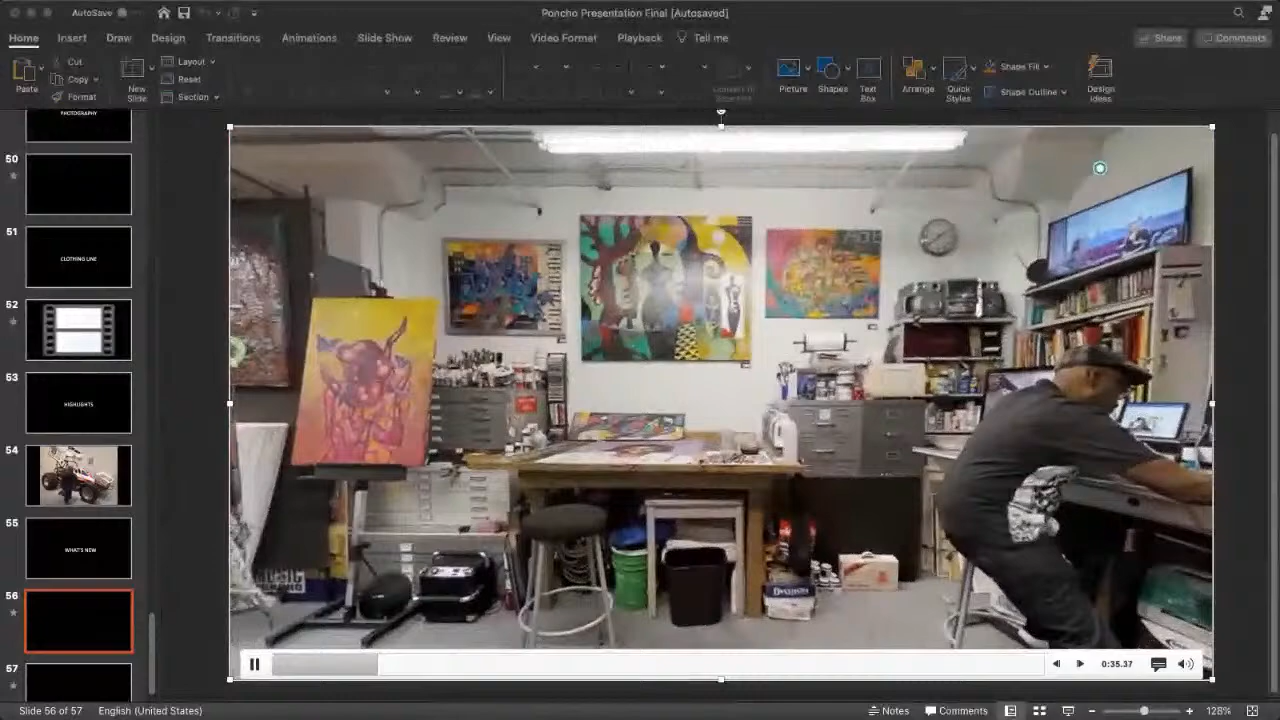 AutoSave
Poncho Presentation Final [Autosaved]
Home Insert Draw Design Transitions Animations Slide Show Review View Video Format Playback Tell me
Share Comments
Paste
Cut
Copy
Format
New Slide
Layout
Reset
Section
Convert to SmartArt
Picture
Shapes
Text Box
Arrange
Quick Styles
Shape Fill
Shape Outline
Design Ideas
PHOTOGRAPHY
50
51
CLOTHING LINE
52
53
HIGHLIGHTS
54
55
WHAT'S NEW
56
57
0:35.37
Slide 56 of 57 English (United States)
Notes Comments 128%